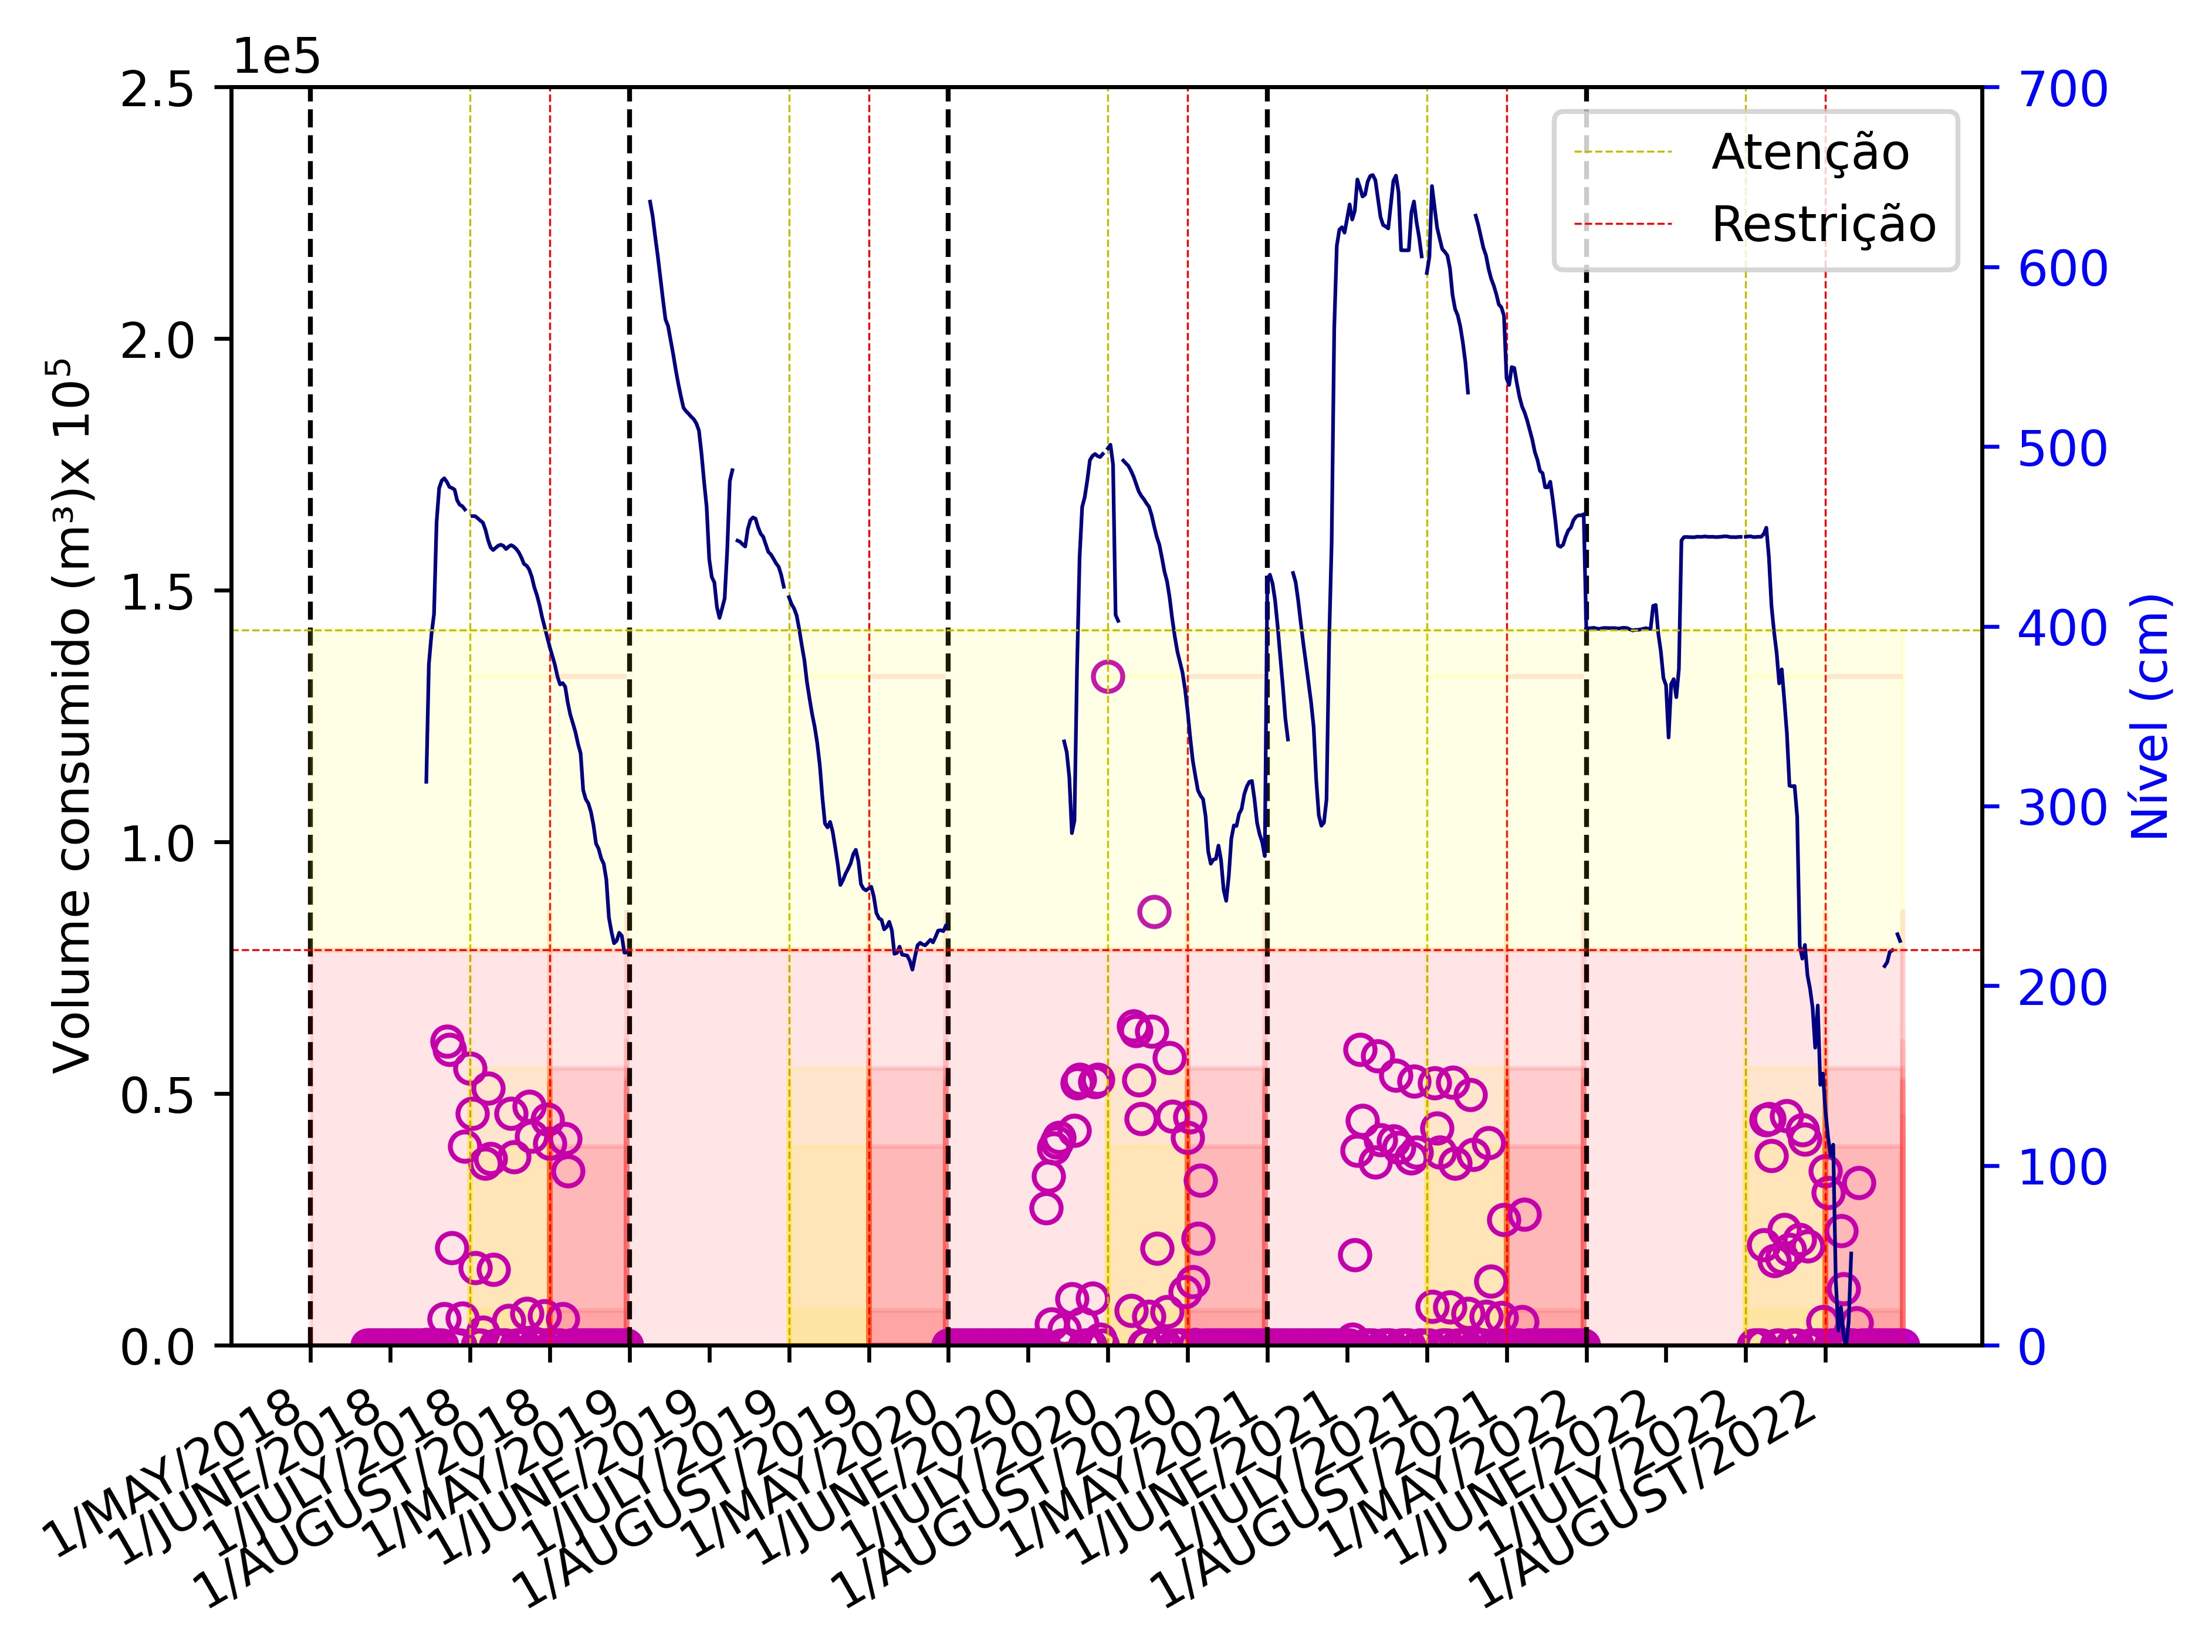 1e5
2.5
2.0
1.5
1.0
0.5
0.0
Volume consumido (m³)x 10⁵
Atenção
Restrição
700
600
500
400
300
200
100
0
Nível (cm)
1/MAY/2018
1/JUNE/2018
1/JULY/2018
1/AUGUST/2018
1/MAY/2019
1/JUNE/2019
1/JULY/2019
1/AUGUST/2019
1/MAY/2020
1/JUNE/2020
1/JULY/2020
1/AUGUST/2020
1/MAY/2021
1/JUNE/2021
1/JULY/2021
1/AUGUST/2021
1/MAY/2022
1/JUNE/2022
1/JULY/2022
1/AUGUST/2022